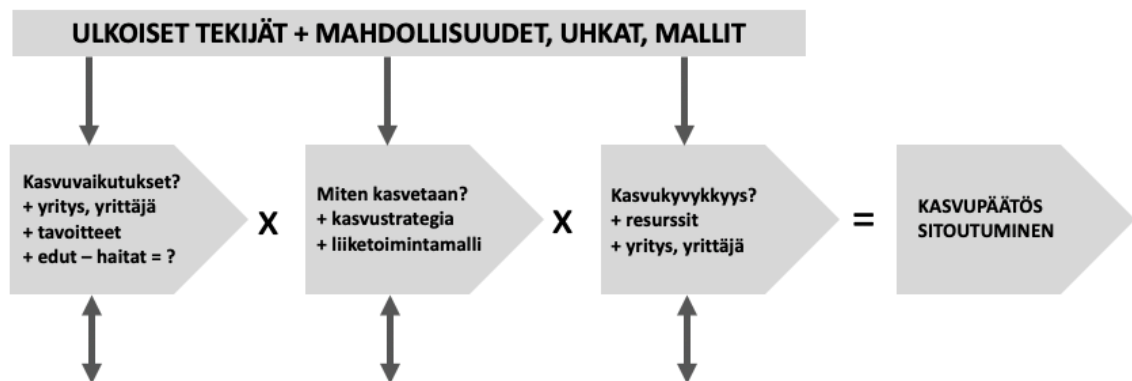 ULKOISET TEKIJÄT + MAHDOLLISUUDET, UHKAT, MALLIT
Kasvuvaikutukset?
+ yritys, yrittäjä
+ tavoitteet
+ edut – haitat = ?
X
Miten kasvetaan?
+ kasvustrategia
+ liiketoimintamalli
X
Kasvukyvykkyys?
+ resurssit
+ yritys, yrittäjä
=
KASVUPÄÄTÖS
SITOUTUMINEN